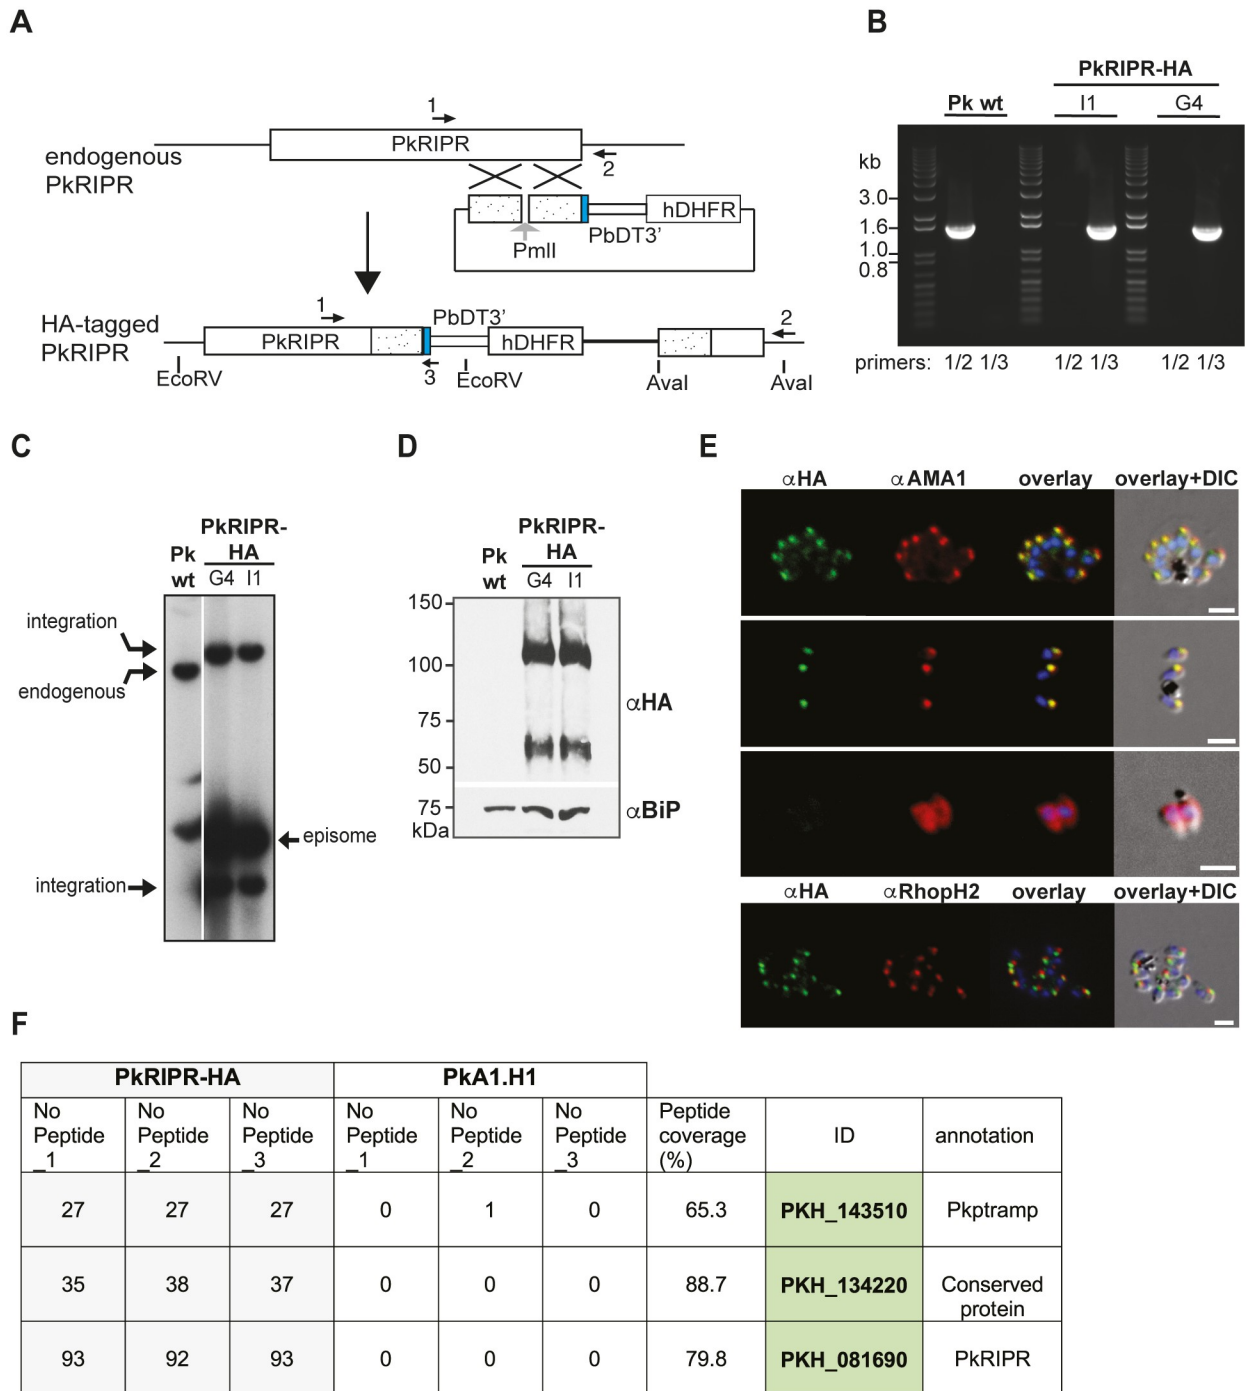 A
1
PkRIPR
endogenous
PkRIPR
2
hDHFR
PbDT3’
PmlI
HA-tagged
PkRIPR
1
PbDT3’
2
PkRIPR
hDHFR
EcoRV
3
EcoRV
AvaI
AvaI
B
PkRIPR-HA
Pk wt
I1
G4
kb
3.0
1.6
1.0
0.8
primers: 1/2 1/3 1/2 1/3 1/2 1/3
C
PkRIPR-
HA
Pk
wt
G4 I1
integration
endogenous
episome
integration
D
PkRIPR-
HA
Pk
wt
G4 I1
150
100
75
50
αHA
75
kDa
αBiP
E
αHA αAMA1 overlay overlay+DIC
αHA αRhopH2 overlay overlay+DIC
F
PkRIPR-HA PkA1.H1
No Peptide _1 No Peptide _2 No Peptide _3 No Peptide _1 No Peptide _2 No Peptide _3 Peptide coverage (%) ID annotation
27 27 27 0 1 0 65.3 PKH_143510 Pkptramp
35 38 37 0 0 0 88.7 PKH_134220 Conserved protein
93 92 93 0 0 0 79.8 PKH_081690 PkRIPR